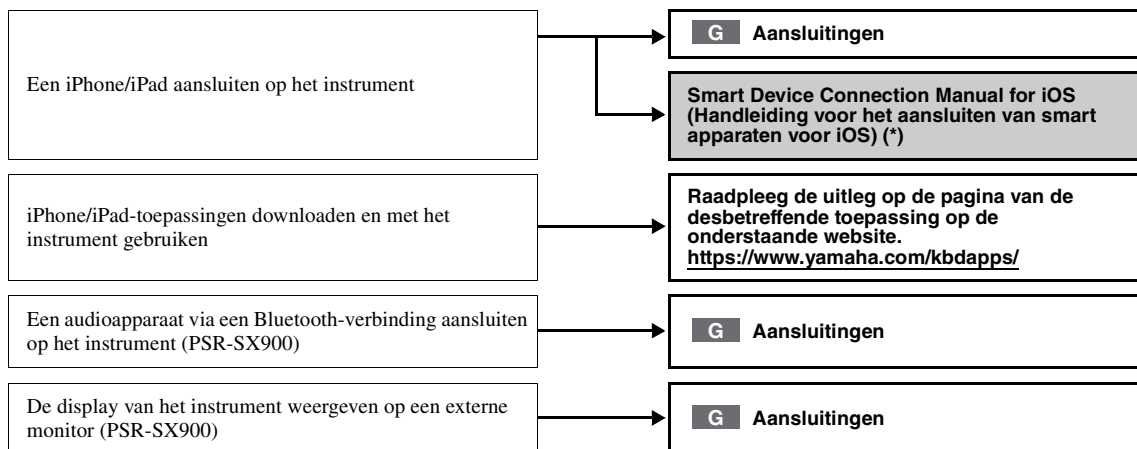 Een iPhone/iPad aansluiten op het instrument
G Aansluitingen
Smart Device Connection Manual for iOS
(Handleiding voor het aansluiten van smart
apparaten voor iOS) (*)
iPhone/iPad-toepassingen downloaden en met het
instrument gebruiken
Raadpleeg de uitleg op de pagina van de
desbetreffende toepassing op de
onderstaande website.
https://www.yamaha.com/kbdapps/
Een audioapparaat via een Bluetooth-verbinding aansluiten
op het instrument (PSR-SX900)
G Aansluitingen
De display van het instrument weergeven op een externe
monitor (PSR-SX900)
G Aansluitingen